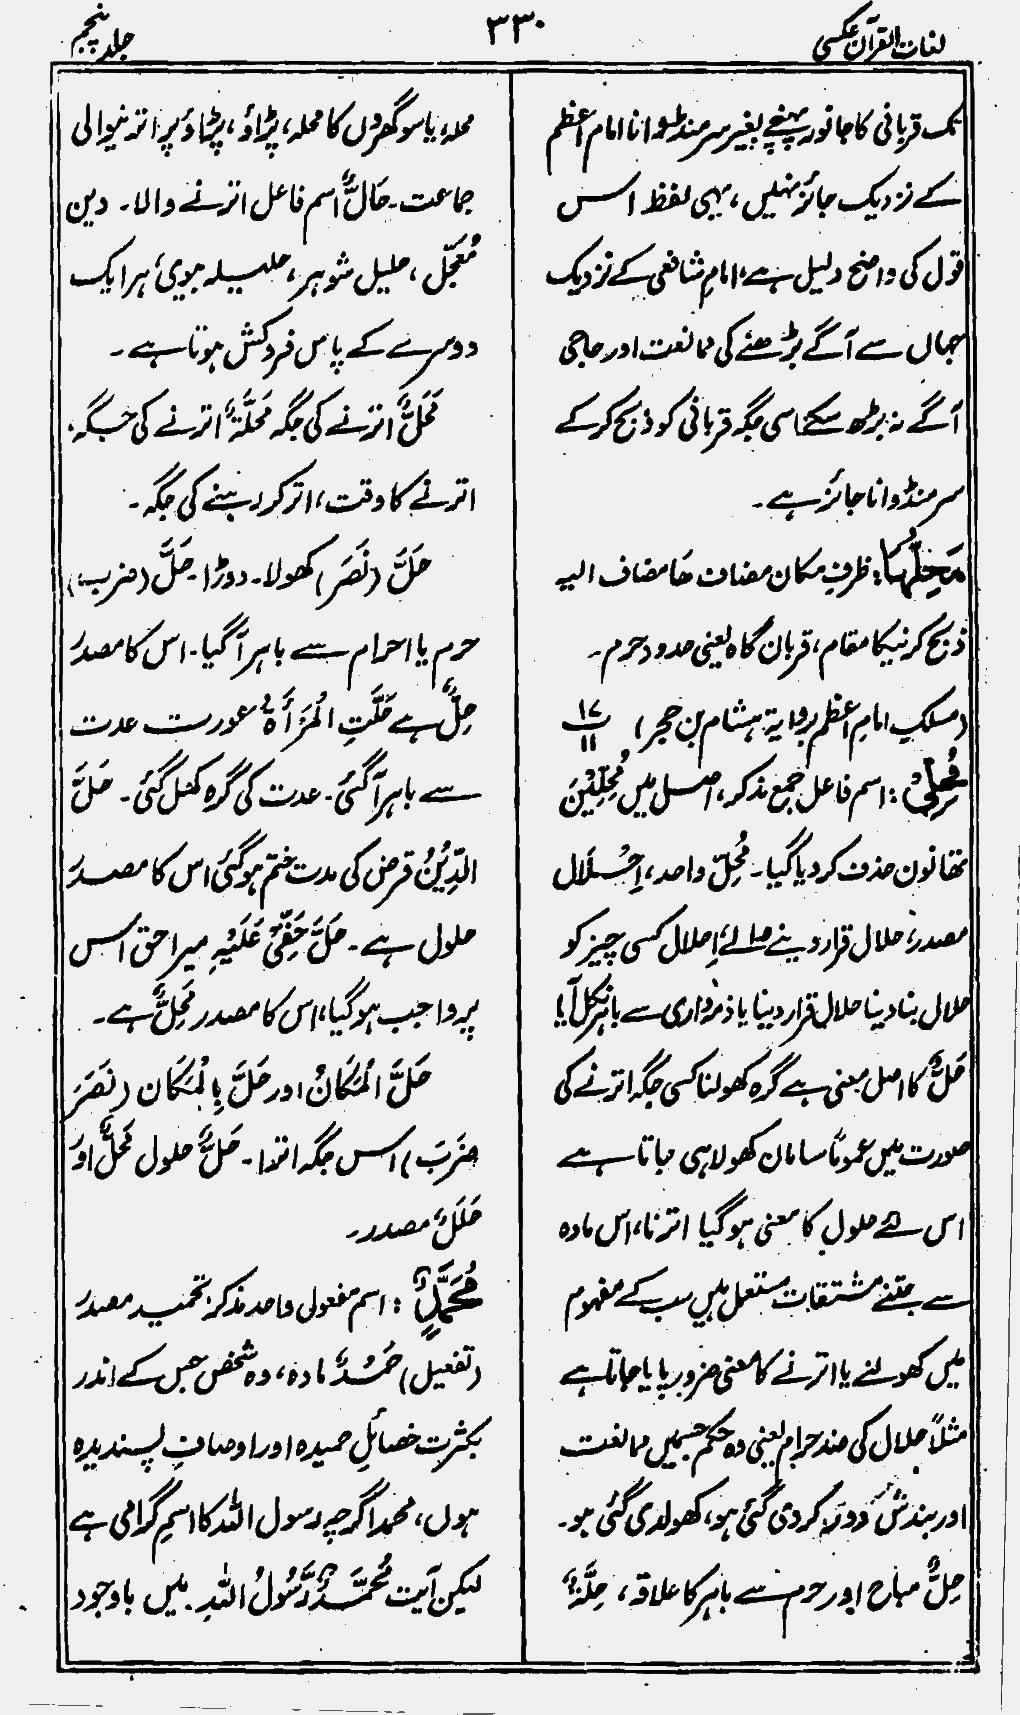 لغات القرآن عکسی
۳۳۰
جلد پنجم
تک قربانی کا جانور پہنچے بغیر سر منڈوانا امام اعظم
کے نزدیک جائز نہیں، یہی لفظ اس
قول کی واضح دلیل ہے، امام شافعی کے نزدیک
جہاں سے آگے بڑھنے کی ممانعت اور حاجی
آگے نہ بڑھ سکے اسی جگہ قربانی کو ذبح کر کے
سر منڈوانا جائز ہے۔
مَحِلُّہَا: ظرفِ مکان مضاف ھا مضاف الیہ
ذبح کرنیکا مقام، قربان گاہ یعنی حدود حرم۔
(مسلک امامِ اعظم بروایۃ ہشام بن حجر) ۱۷ ۱۱
مُحِلِّیْ: اسم فاعل جمع مذکر، اصل میں مُحِلِّیْنَ
تھا نون حذف کر دیا گیا۔ مُحِلٌّ واحد، اِحْلَال
مصدر، حلال قرار دینے والے، اِحلال کسی چیز کو
حلال بنا دینا حلال قرار دینا یا ذمہ داری سے باہر نکل آیا
حَلٌّ کا اصل معنی ہے گرہ کھولنا کسی جگہ اترنے کی
صورت میں عموماً سامان کھولا ہی جاتا ہے
اس لئے حلول کا معنی ہو گیا اترنا، اس مادہ
سے جتنے مشتقات مستعمل ہیں سب کے مفہوم
میں کھولنے یا اترنے کا معنی ضرور پایا جاتا ہے
مثلاً حلال کی ضد حرام یعنی وہ حکم جسمیں ممانعت
اور بندش دور کر دی گئی ہو، کھول دی گئی ہو۔
حِلٌّ مباح اور حرم سے باہر کا علاقہ، حِلَّۃٌ
محلہ یا سو گھروں کا محلہ، پڑاؤ، پڑاؤ پر اترنیوالی
جماعت۔ حَالٌّ اسم فاعل اترنے والا۔ دین
مُعَجَّل، حلیل شوہر، حلیلہ بیوی، ہر ایک
دوسرے کے پاس فروکش ہوتا ہے۔
مَحَلٌّ اترنے کی جگہ مَحَلَّۃٌ اترنے کی جگہ،
اترنے کا وقت، اتر کر رہنے کی جگہ۔
حَلَّ (نَصَرَ) کھولا۔ دوڑا۔ حَلَّ (ضرب)
حرم یا احرام سے باہر آگیا۔ اس کا مصدر
حِلٌّ ہے حَلَّتِ الْمَرْأَۃُ عورت عدت
سے باہر آگئی۔ عدت کی گرہ کھل گئی۔ حَلَّ
الدَّیْنُ قرض کی مدت ختم ہو گئی اس کا مصدر
حلول ہے۔ حَلَّ حَقِّیْ عَلَیْہِ میرا حق اس
پر واجب ہو گیا، اس کا مصدر مَحِلٌّ ہے۔
حَلَّ الْمَکَانُ اور حَلَّ بِالْمَکَان (نَصَرَ
ضَرَبَ) اس جگہ اترا۔ حَلٌّ حلول مَحَلٌّ اور
حَلَلٌ مصدر۔
مُحَمَّدٍ: اسم مفعول واحد مذکر تحمید مصدر
(تفعیل) حَمْدٌ مادہ، وہ شخص جس کے اندر
بکثرت خصائلِ حمیدہ اور اوصافِ پسندیدہ
ہوں، محمد اگرچہ رسول اللہ کا اسمِ گرامی ہے
لیکن آیت مُحَمَّدٌ رَّسُوْلُ اللّٰہِ میں باوجود